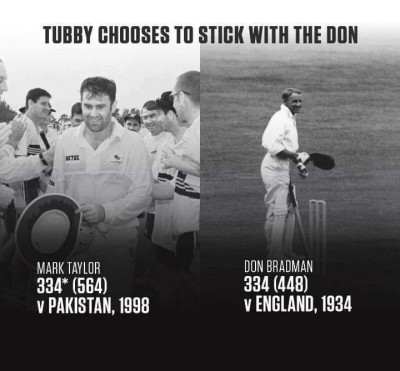 TUBBY CHOOSES TO STICK WITH THE DON
MARK TAYLOR
334* (564)
v PAKISTAN, 1998
DON BRADMAN
334 (448)
v ENGLAND, 1934